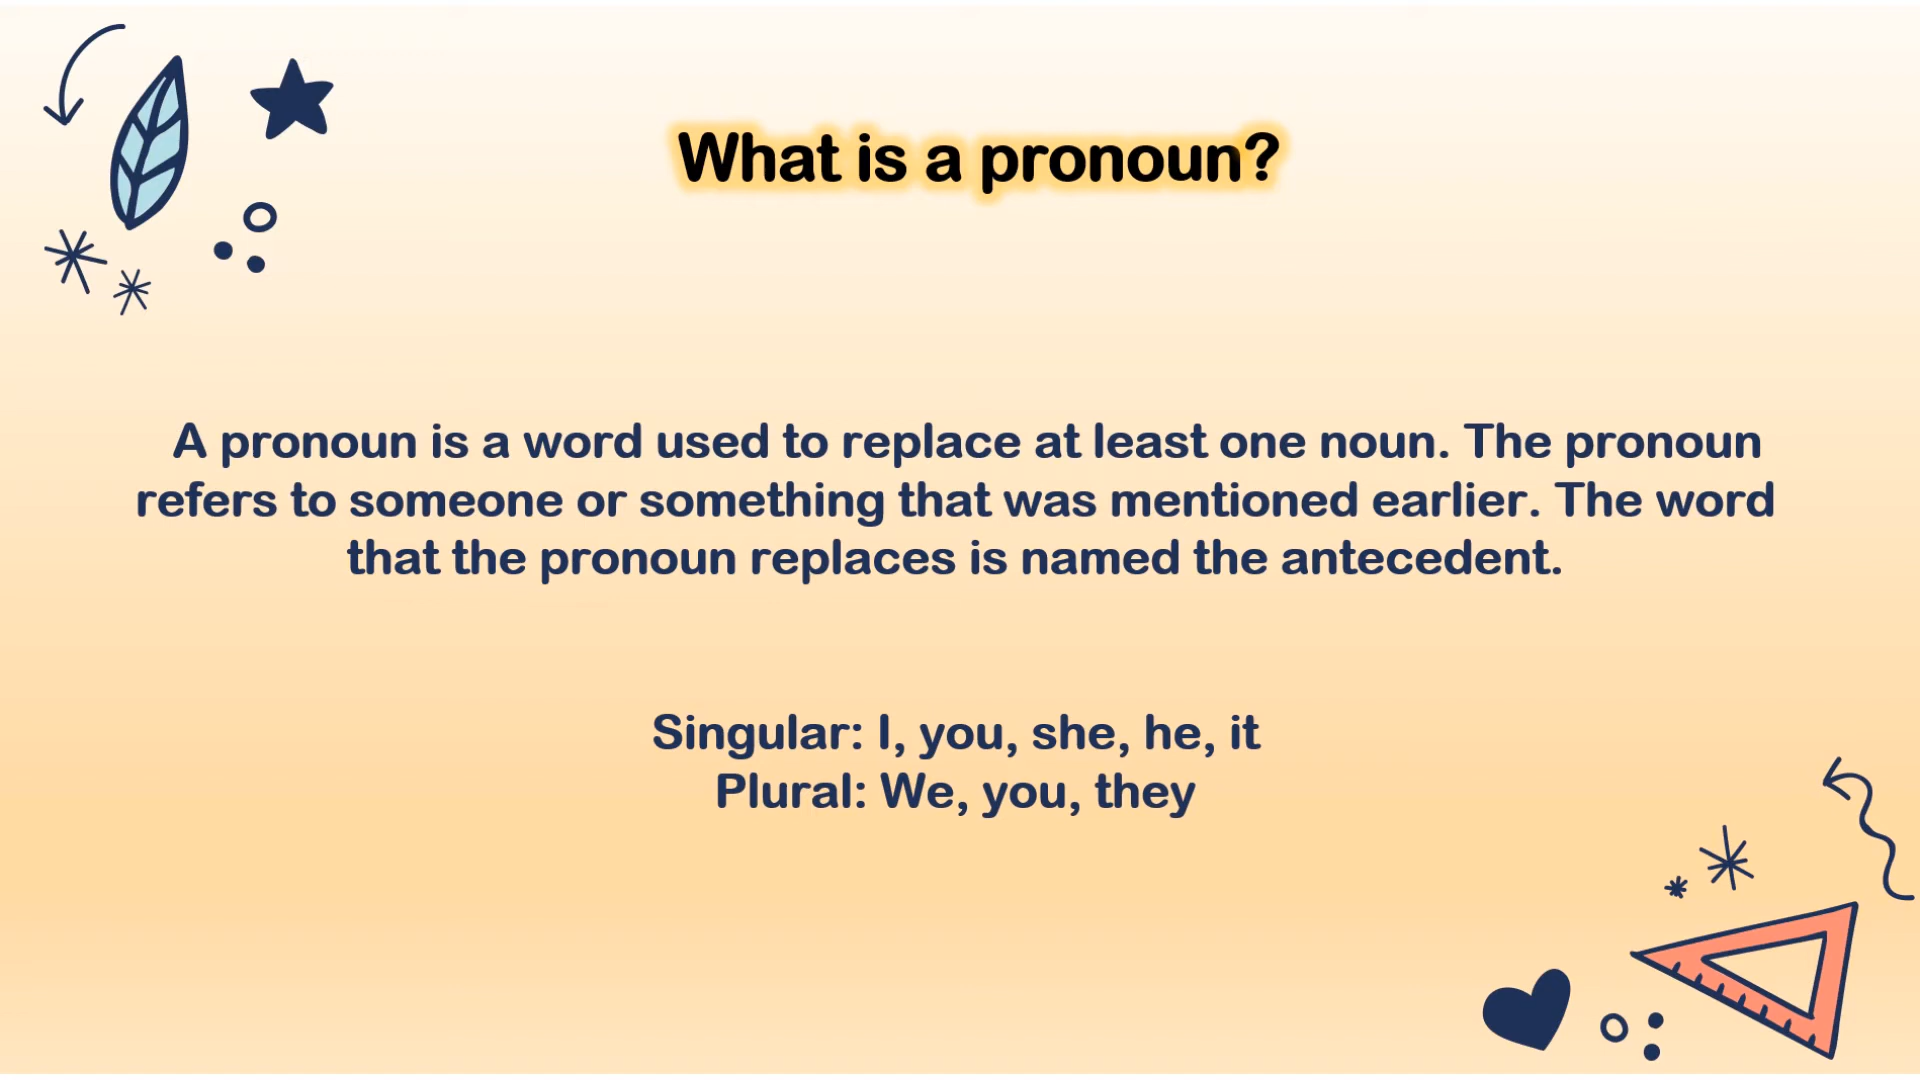 What is a pronoun?
A pronoun is a word used to replace at least one noun. The pronoun
refers to someone or something that was mentioned earlier. The word
that the pronoun replaces is named the antecedent.
Singular: I, you, she, he, it
Plural: We, you, they